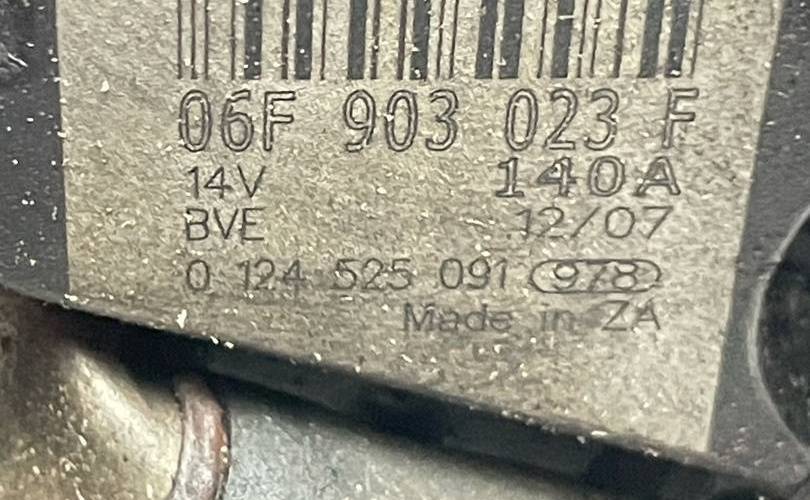 06F 903 023 F
14V 140A
BVE 12/07
0 124 525 091 978
Made in ZA